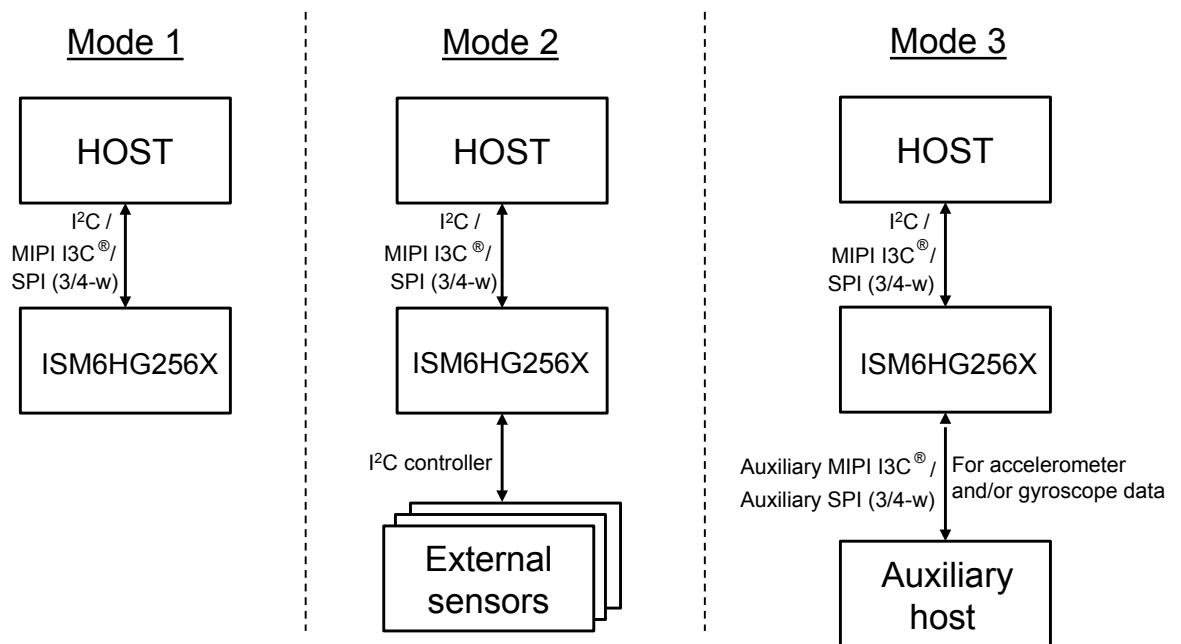 Mode 1
HOST
I²C /
MIPI I3C®/
SPI (3/4-w)
ISM6HG256X
Mode 2
HOST
I²C /
MIPI I3C®/
SPI (3/4-w)
ISM6HG256X
I²C controller
External
sensors
Mode 3
HOST
I²C /
MIPI I3C®/
SPI (3/4-w)
ISM6HG256X
Auxiliary MIPI I3C® /
Auxiliary SPI (3/4-w)
For accelerometer
and/or gyroscope data
Auxiliary
host